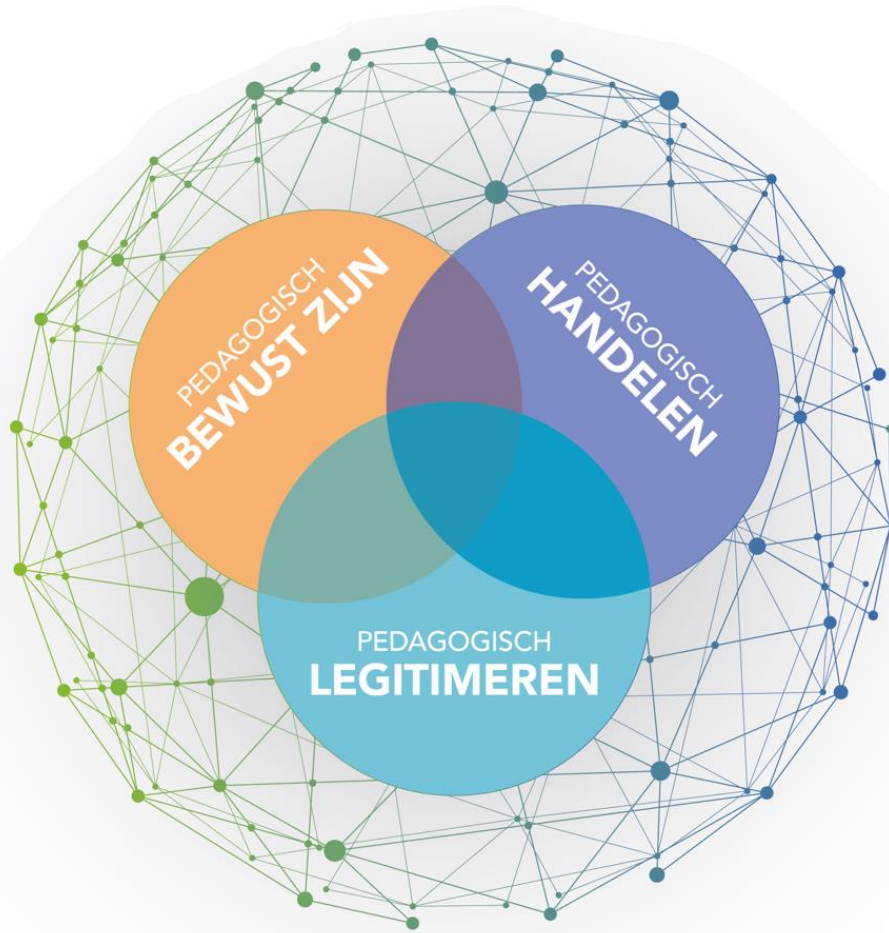 PEDAGOGISCH
BEWUST ZIJN
PEDAGOGISCH
HANDELEN
PEDAGOGISCH
LEGITIMEREN